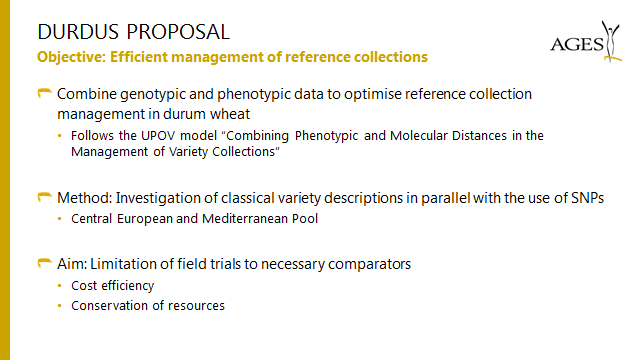 DURDUS PROPOSAL
AGES
Objective: Efficient management of reference collections
Combine genotypic and phenotypic data to optimise reference collection
management in durum wheat
• Follows the UPOV model “Combining Phenotypic and Molecular Distances in the
Management of Variety Collections“
Method: Investigation of classical variety descriptions in parallel with the use of SNPs
• Central European and Mediterranean Pool
Aim: Limitation of field trials to necessary comparators
• Cost efficiency
• Conservation of resources